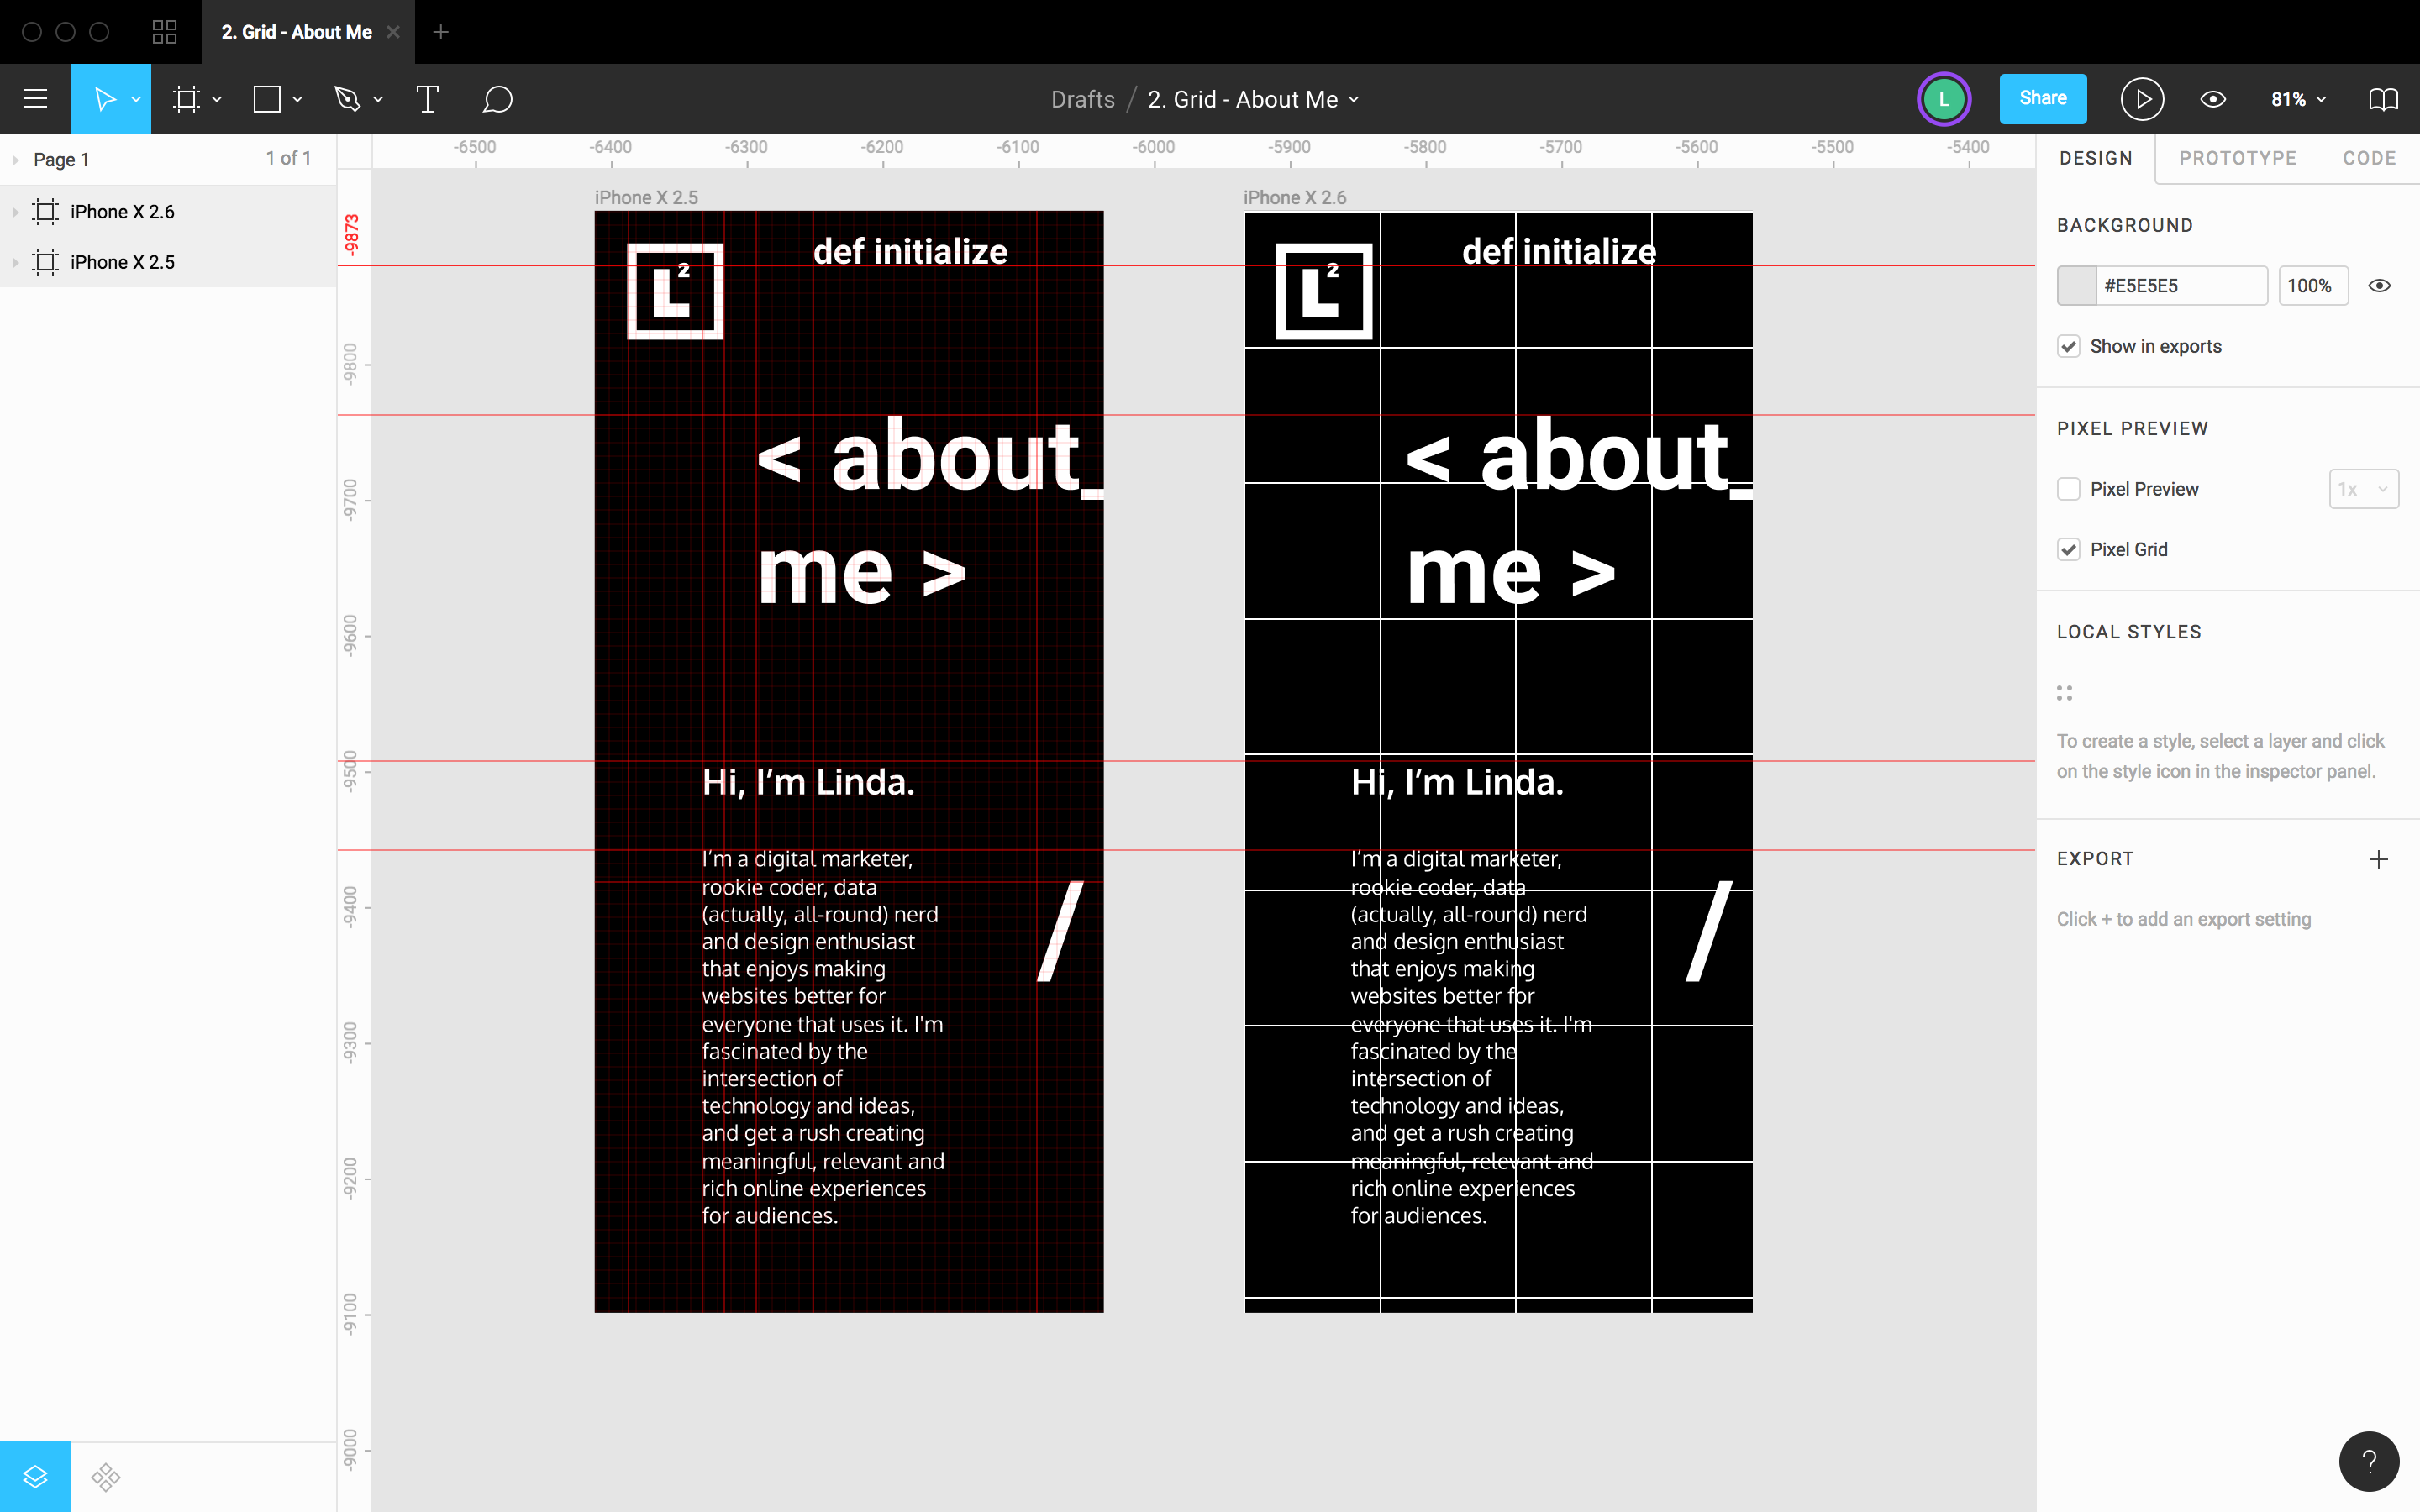 2. Grid - About Me
Drafts / 2. Grid - About Me
L
Share
81%
Page 1
1 of 1
iPhone X 2.6
iPhone X 2.5
-6500
-6400
-6300
-6200
-6100
-6000
-5900
-5800
-5700
-5600
-5500
-5400
-9873
-9800
-9700
-9600
-9500
-9400
-9300
-9200
-9100
-9000
iPhone X 2.5
L2
def initialize
< about_
me >
Hi, I’m Linda.
I’m a digital marketer,
rookie coder, data
(actually, all-round) nerd
and design enthusiast
that enjoys making
websites better for
everyone that uses it. I'm
fascinated by the
intersection of
technology and ideas,
and get a rush creating
meaningful, relevant and
rich online experiences
for audiences.
/
iPhone X 2.6
L2
def initialize
< about_
me >
Hi, I’m Linda.
I’m a digital marketer,
rookie coder, data
(actually, all-round) nerd
and design enthusiast
that enjoys making
websites better for
everyone that uses it. I'm
fascinated by the
intersection of
technology and ideas,
and get a rush creating
meaningful, relevant and
rich online experiences
for audiences.
/
DESIGN
PROTOTYPE
CODE
BACKGROUND
#E5E5E5
100%
Show in exports
PIXEL PREVIEW
Pixel Preview
1x
Pixel Grid
LOCAL STYLES
To create a style, select a layer and click
on the style icon in the inspector panel.
EXPORT
Click + to add an export setting
?